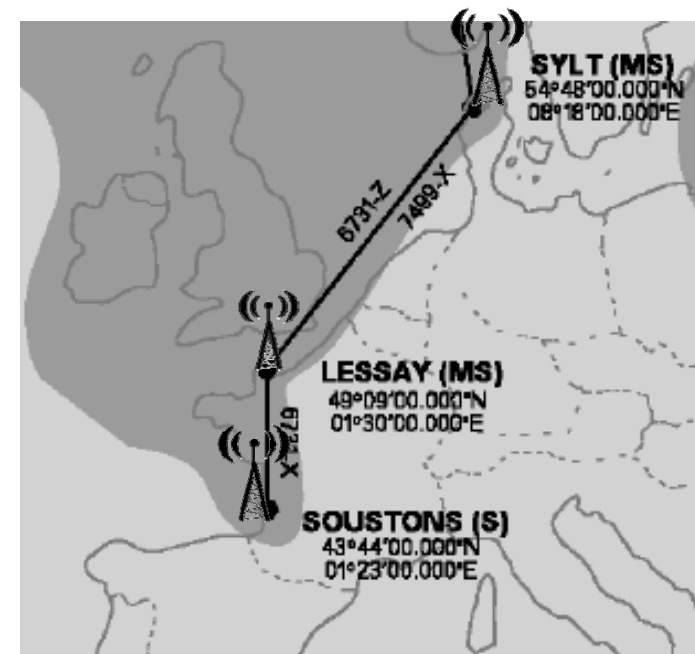 SYLT (MS)
54°48'00.000"N
08°18'00.000"E
6731-Z
7499-X
LESSAY (MS)
49°09'00.000"N
01°30'00.000"E
6731-X
SOUSTONS (S)
43°44'00.000"N
01°23'00.000"E